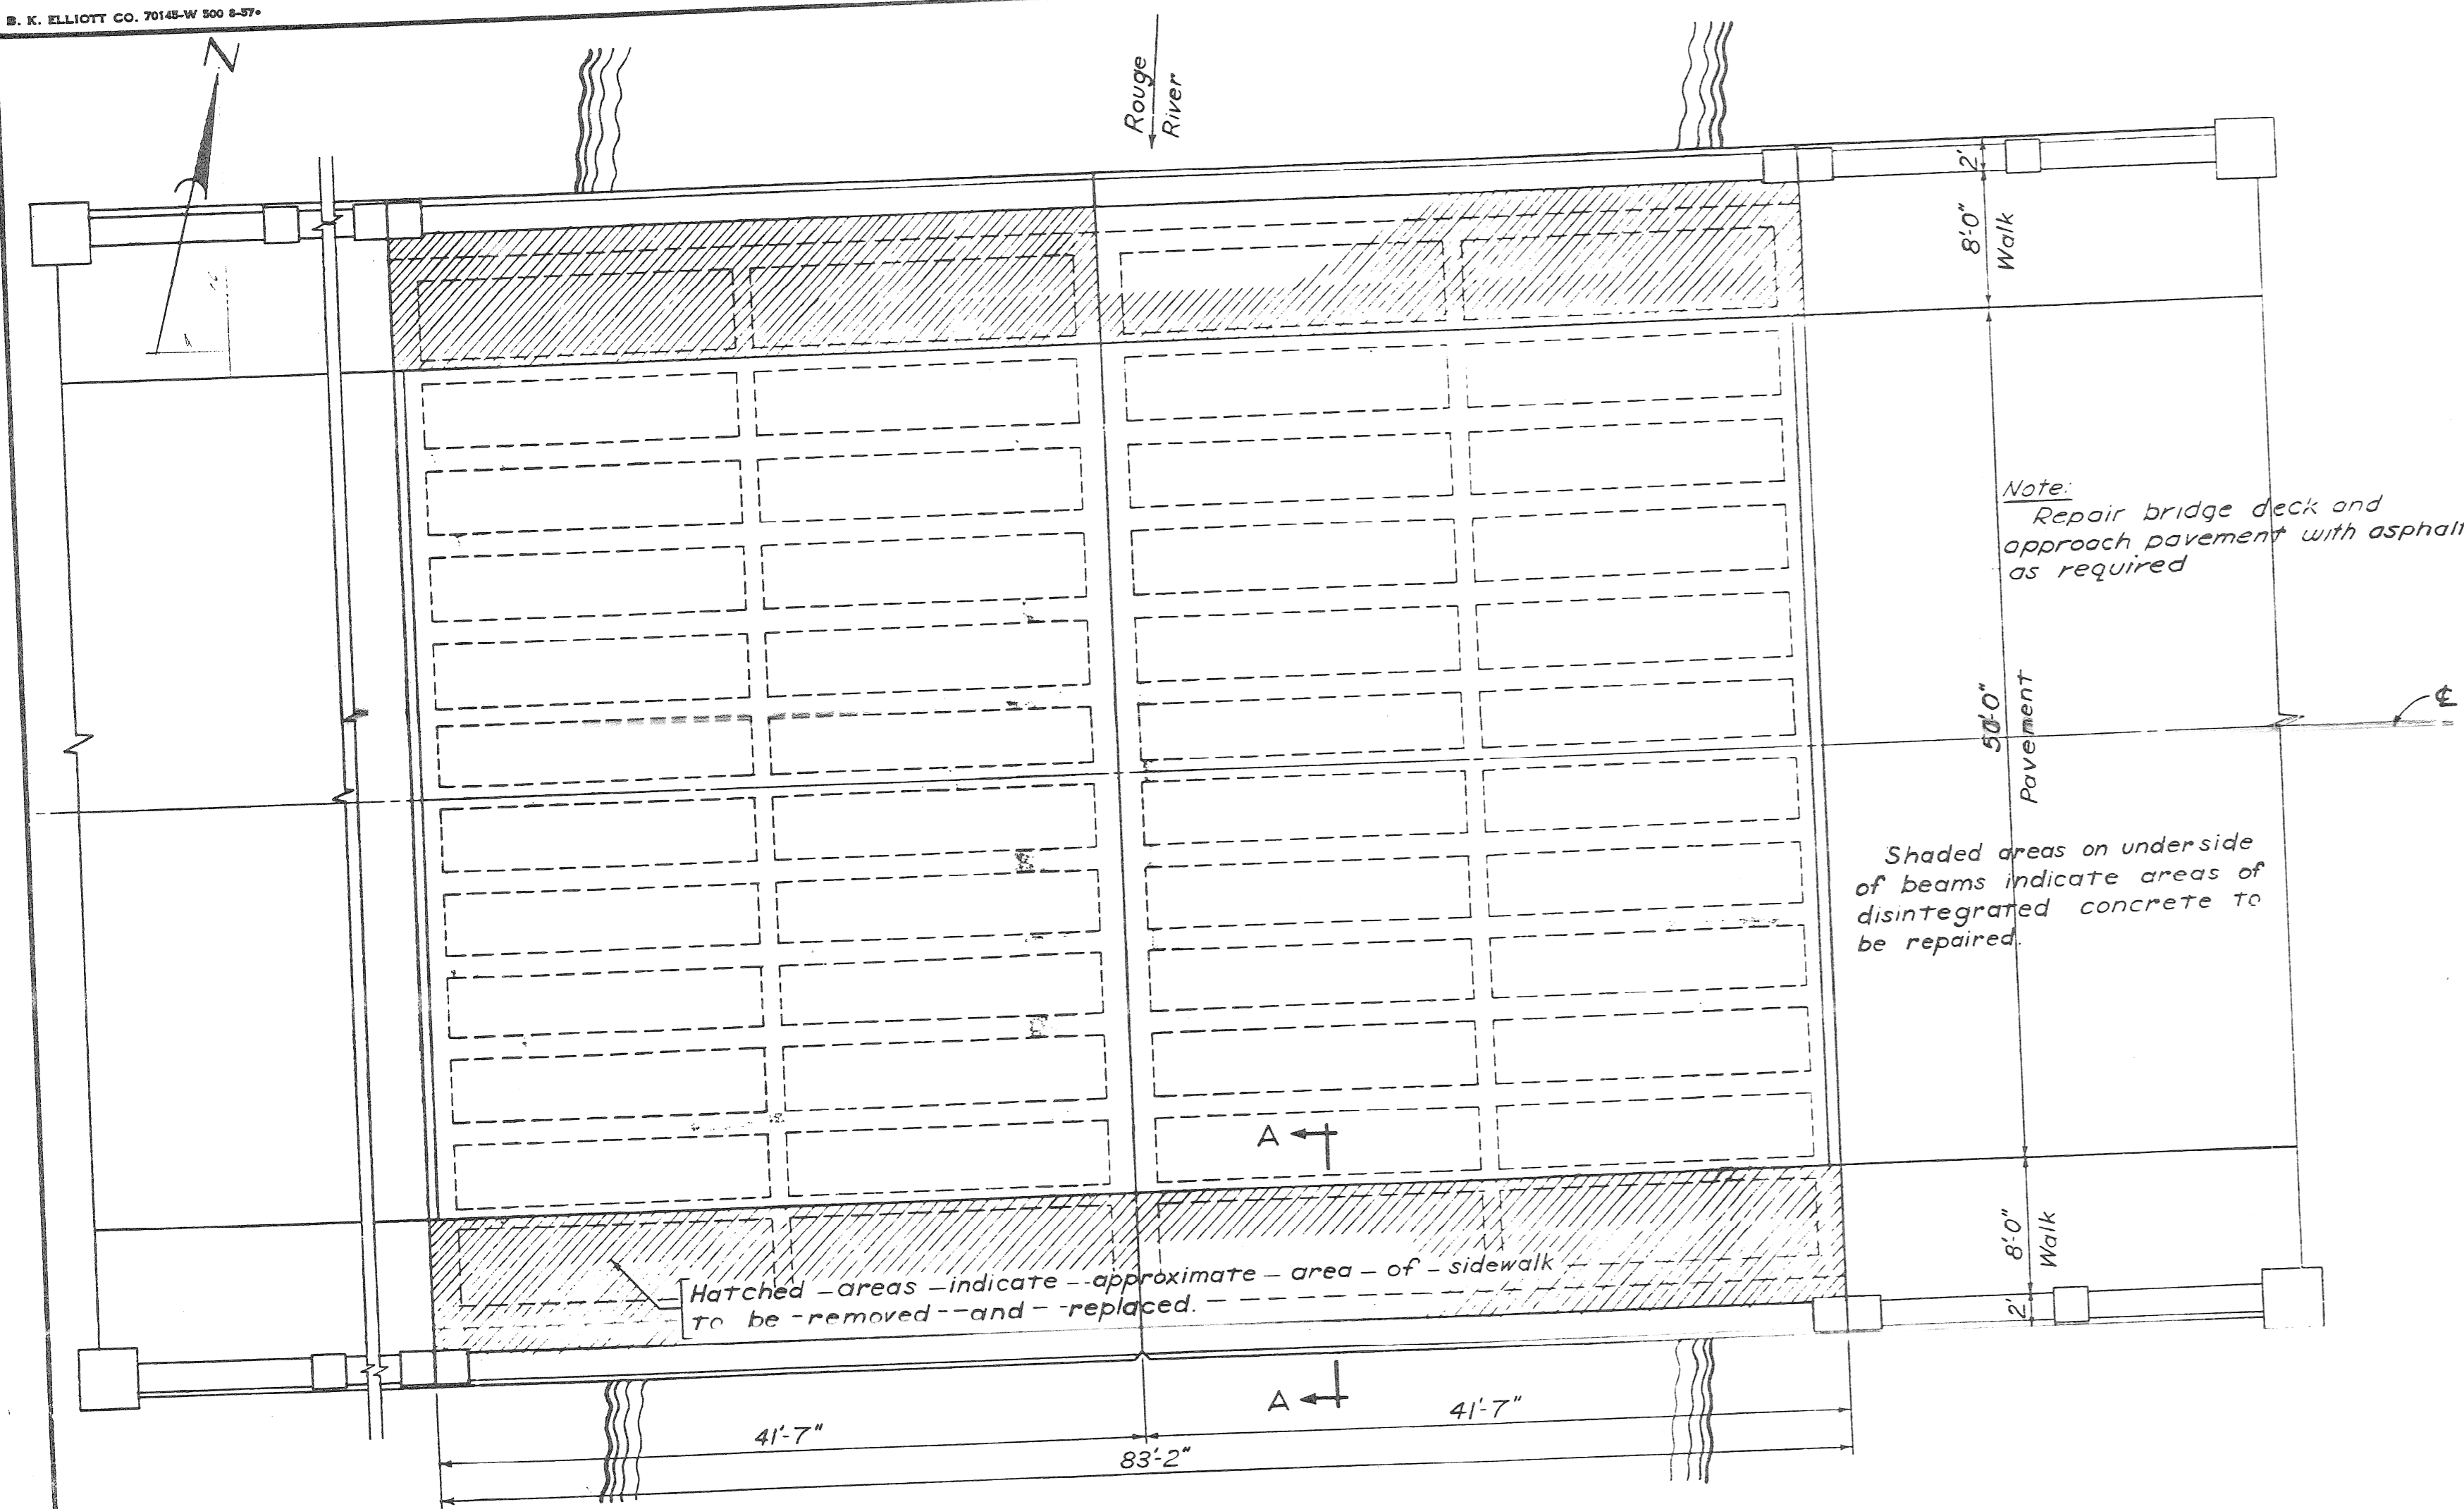 B. K. ELLIOTT CO. 70145-W 500 8-57•
N
Rouge
River
2'
8'-0"
Walk
Note:
Repair bridge deck and
approach pavement with asphalt
as required
50'-0"
Pavement
℄
Shaded areas on underside
of beams indicate areas of
disintegrated concrete to
be repaired.
A
8'-0"
Walk
2'
Hatched areas indicate approximate area of sidewalk
to be removed and replaced.
A
41'-7"
41'-7"
83'-2"